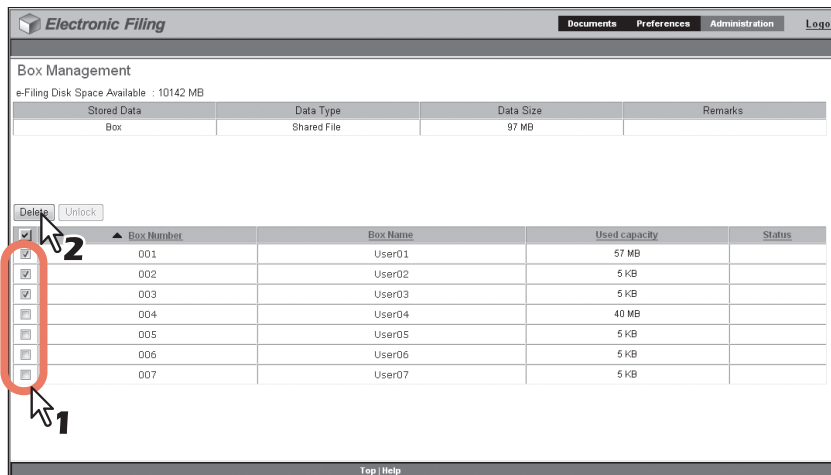 Electronic Filing Documents Preferences Administration Logo
Box Management
e-Filing Disk Space Available : 10142 MB
Stored Data Data Type Data Size Remarks
Box Shared File 97 MB
Delete Unlock
2
▲ Box Number Box Name Used capacity Status
001 User01 57 MB
002 User02 5 KB
003 User03 5 KB
004 User04 40 MB
005 User05 5 KB
006 User06 5 KB
007 User07 5 KB
1
Top | Help